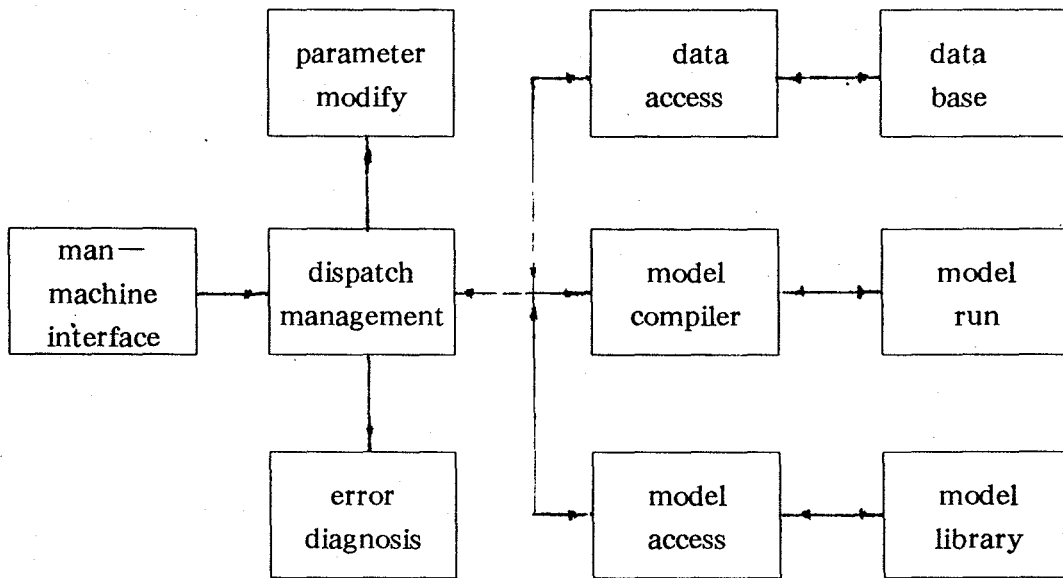 parameter
modify
data
access
data
base
man—
machine
interface
dispatch
management
model
compiler
model
run
error
diagnosis
model
access
model
library